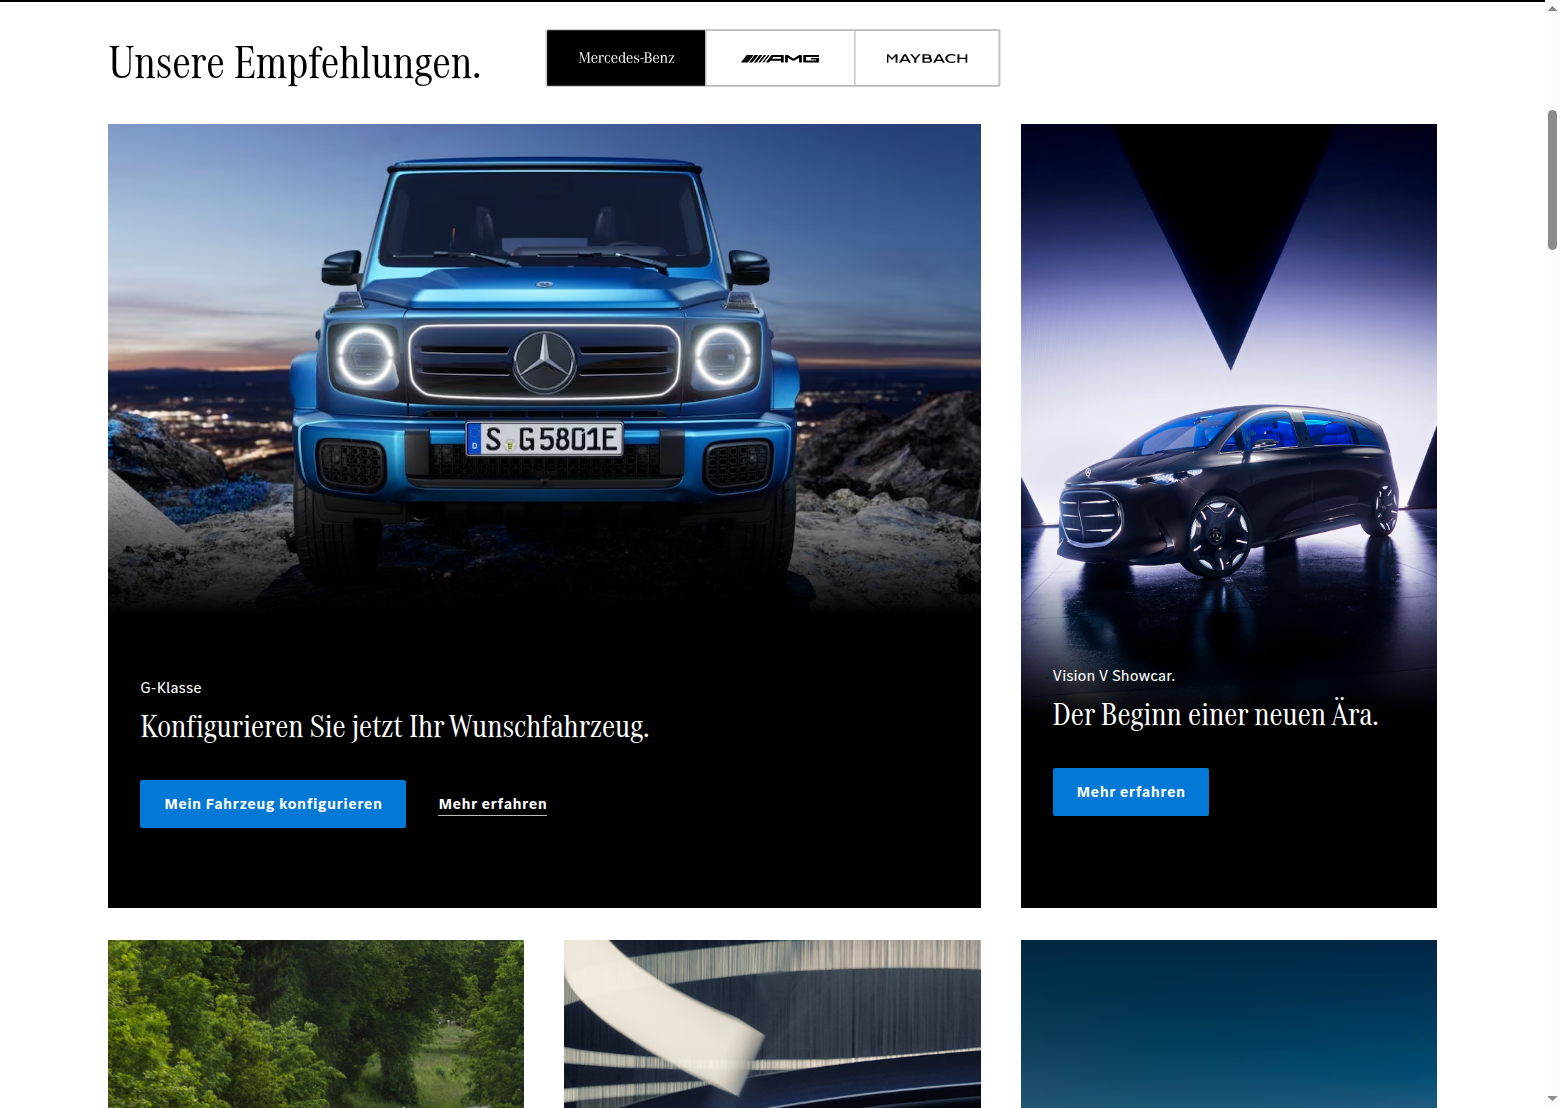 Unsere Empfehlungen.
Mercedes-Benz
AMG
MAYBACH
S G 5801E
D
G-Klasse
Konfigurieren Sie jetzt Ihr Wunschfahrzeug.
Mein Fahrzeug konfigurieren
Mehr erfahren
Vision V Showcar.
Der Beginn einer neuen Ära.
Mehr erfahren